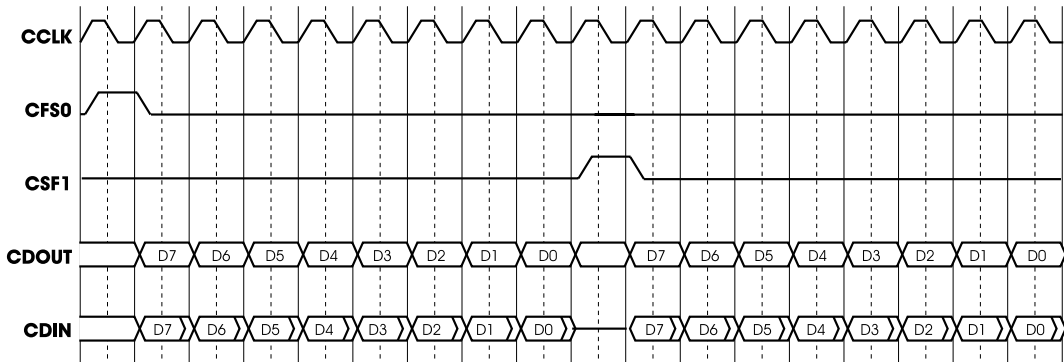 CCLK
CFS0
CSF1
CDOUT D7 D6 D5 D4 D3 D2 D1 D0 D7 D6 D5 D4 D3 D2 D1 D0
CDIN D7 D6 D5 D4 D3 D2 D1 D0 D7 D6 D5 D4 D3 D2 D1 D0